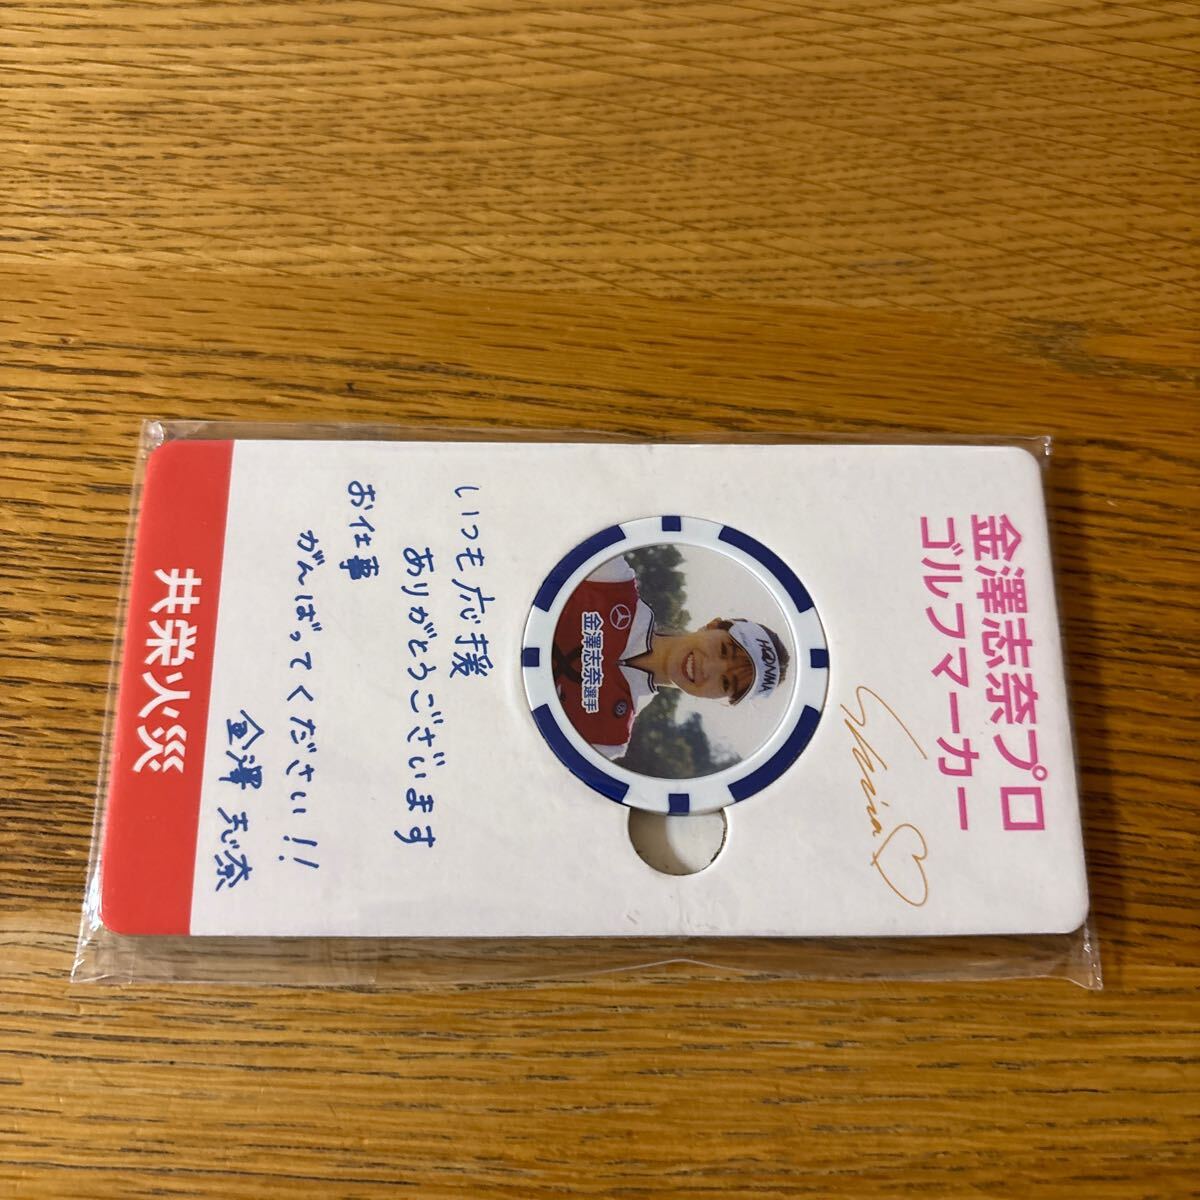 金澤志奈プロ
ゴルフマーカー
Shina
HONMA
金澤志奈選手
いつも応援
ありがとうございます
お仕事
がんばってください!!
金澤志奈
共栄火災